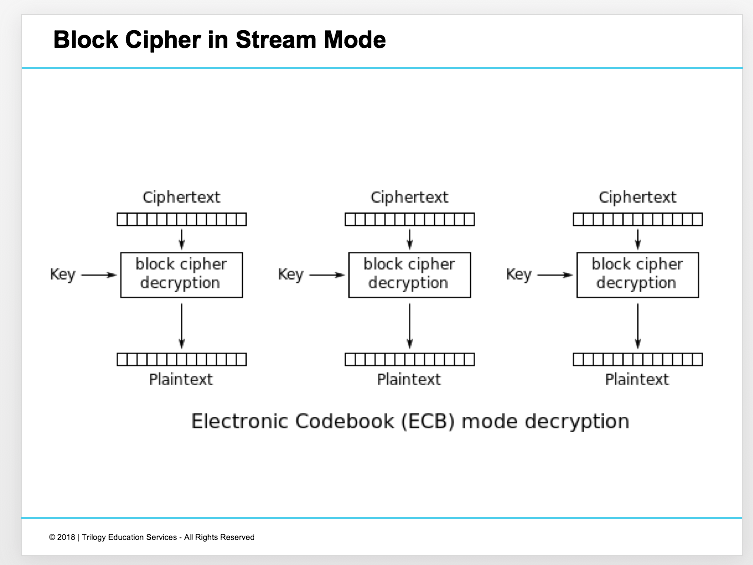 Block Cipher in Stream Mode
Ciphertext Ciphertext Ciphertext
Key block cipher decryption Key block cipher decryption Key block cipher decryption
Plaintext Plaintext Plaintext
Electronic Codebook (ECB) mode decryption
© 2018 | Trilogy Education Services - All Rights Reserved